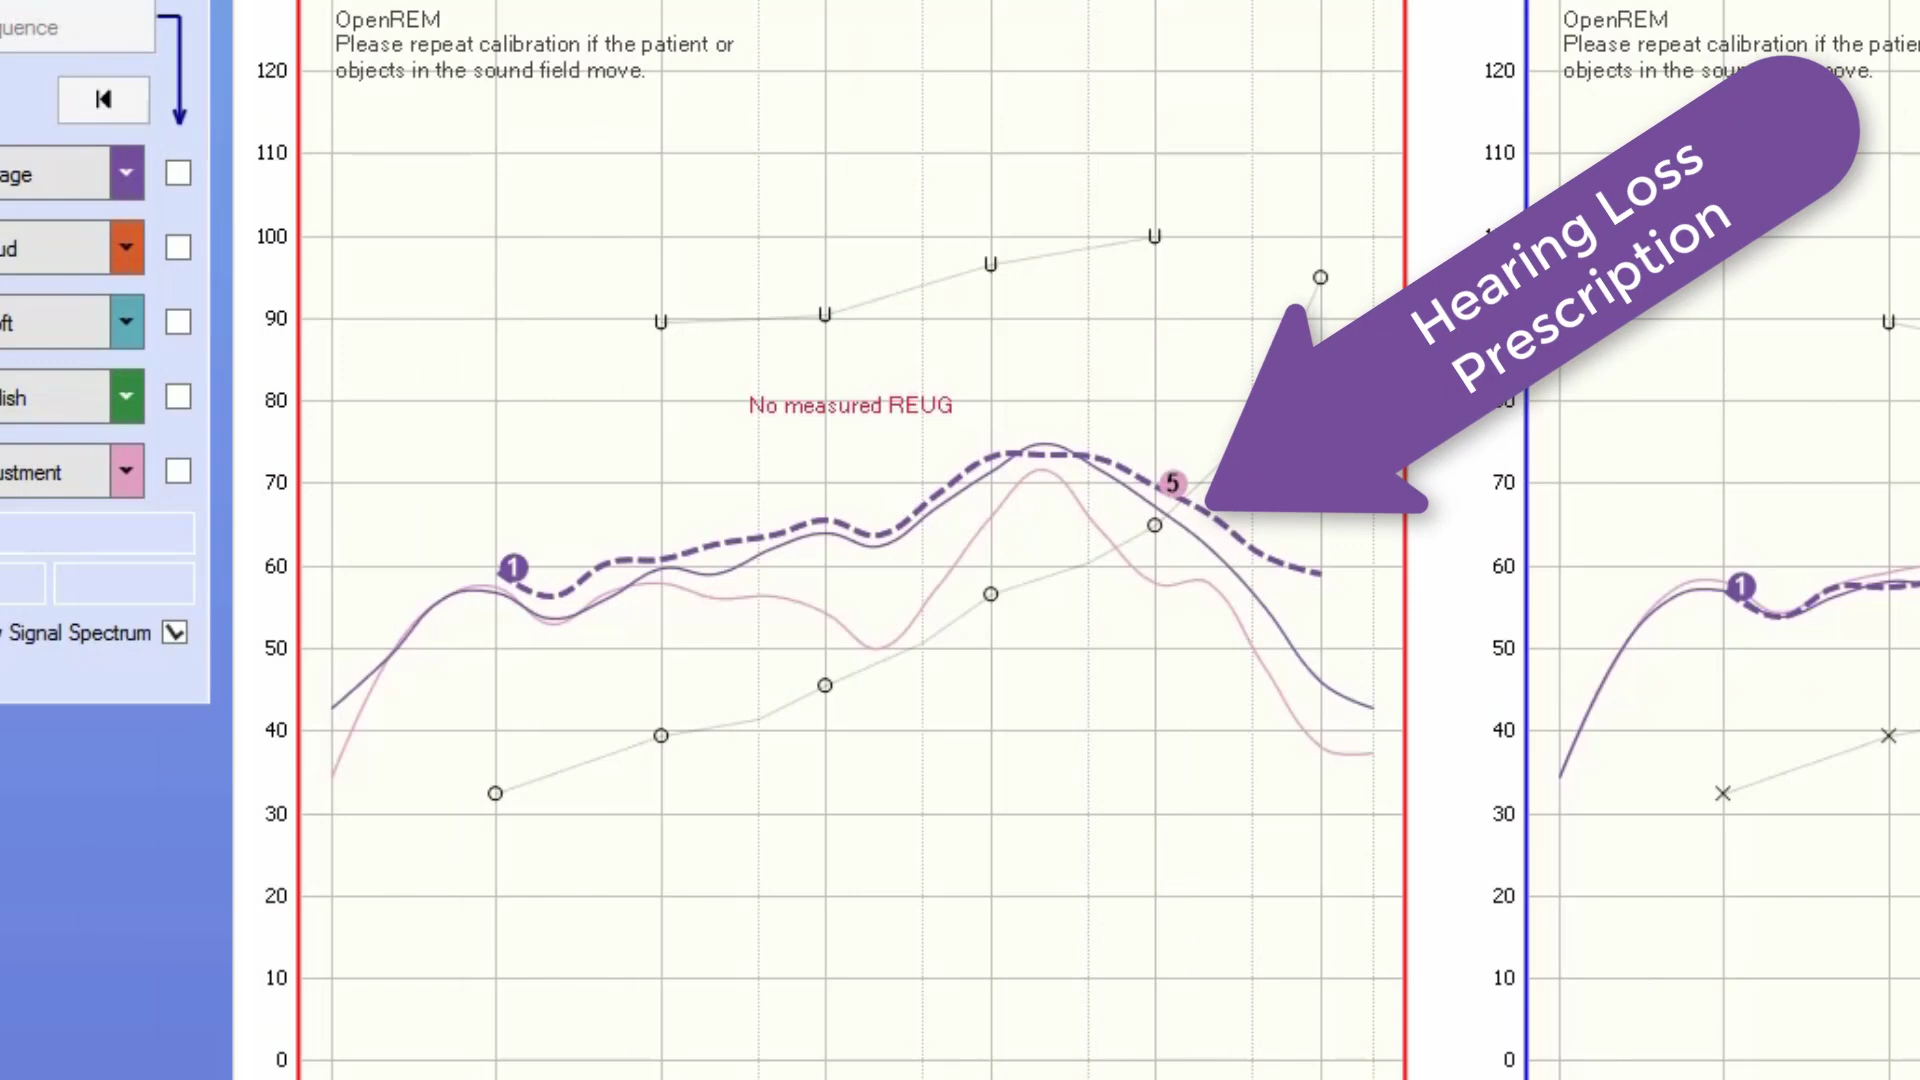 quence
age
ud
ft
lish
ustment
Signal Spectrum
OpenREM
Please repeat calibration if the patient or
objects in the sound field move.
120
110
100
90
80
70
60
50
40
30
20
10
0
No measured REUG
U
U
U
U
1
5
Hearing Loss
Prescription
OpenREM
Please repeat calibration if the patie
objects in the sou ove.
120
110
70
60
50
40
30
20
10
0
U
1